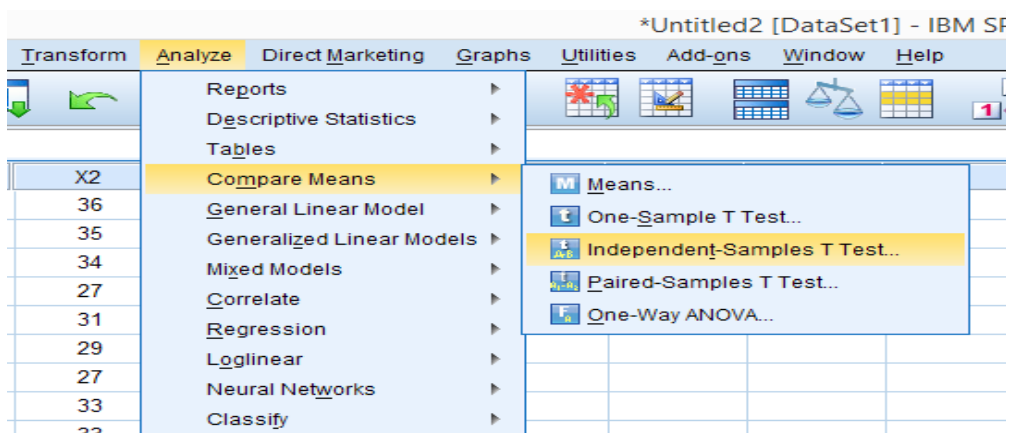 *Untitled2 [DataSet1] - IBM SP
Transform Analyze Direct Marketing Graphs Utilities Add-ons Window Help
1
Reports
Descriptive Statistics
Tables
X2
Compare Means
M Means...
36
General Linear Model
t One-Sample T Test...
35
Generalized Linear Models
Independent-Samples T Test...
34
Mixed Models
Paired-Samples T Test...
27
Correlate
One-Way ANOVA...
31
Regression
29
Loglinear
27
Neural Networks
33
Classify